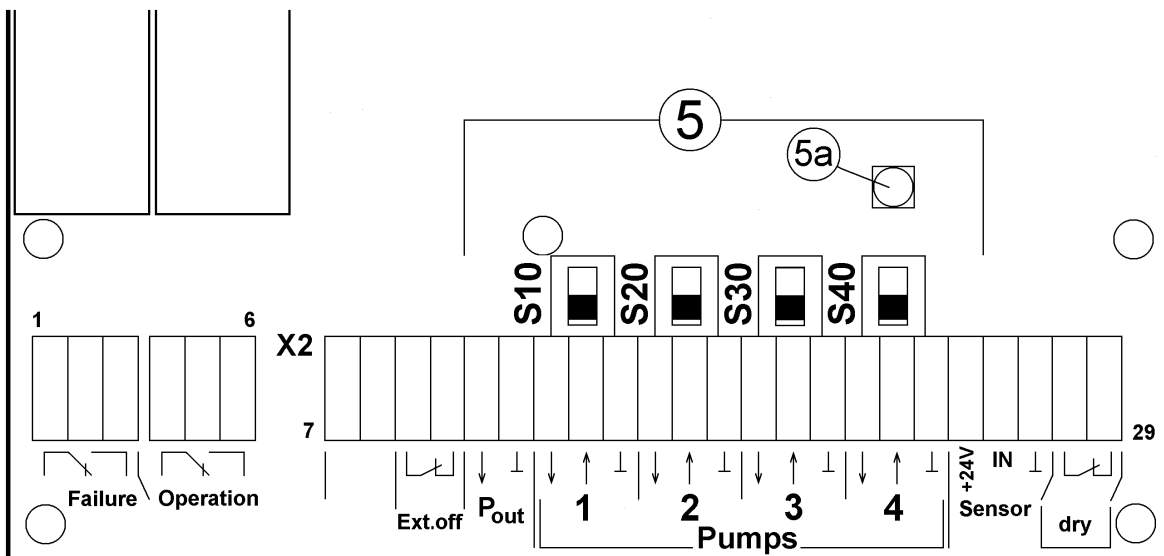 5
5a
S10
S20
S30
S40
1
6
X2
7
29
Failure
Operation
Ext.off
Pout
1
2
3
4
Pumps
+24V
IN
Sensor
dry